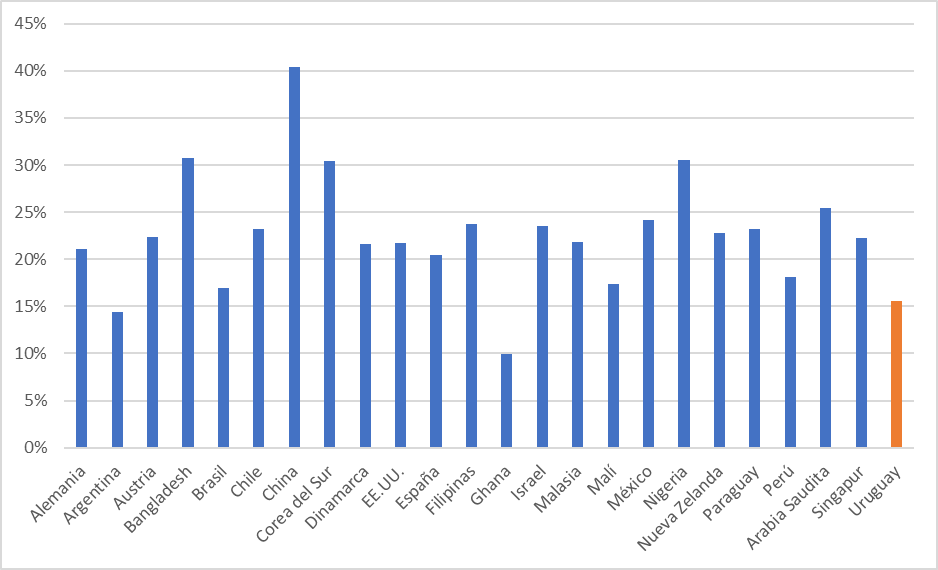 45%
40%
35%
30%
25%
20%
15%
10%
5%
0%
Alemania
Argentina
Austria
Bangladesh
Brasil
Chile
China
Corea del Sur
Dinamarca
EE. UU.
España
Filipinas
Ghana
Israel
Malasia
Malí
México
Nigeria
Nueva Zelanda
Paraguay
Perú
Arabia Saudita
Singapur
Uruguay